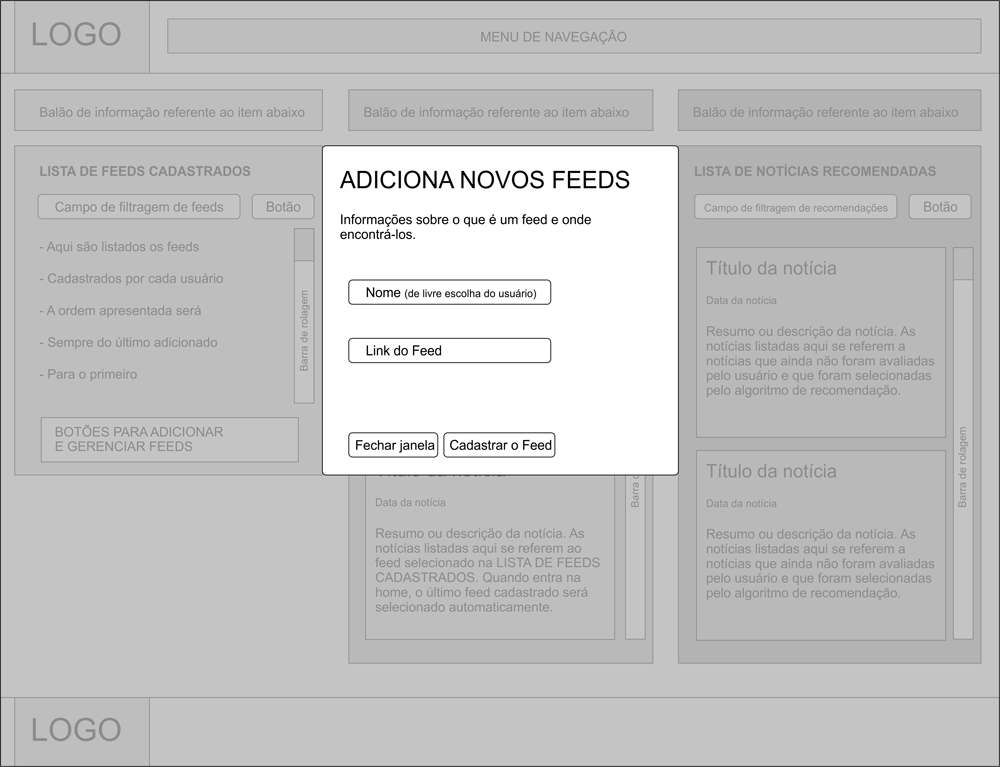 LOGO
MENU DE NAVEGAÇÃO
Balão de informação referente ao item abaixo
Balão de informação referente ao item abaixo
Balão de informação referente ao item abaixo
LISTA DE FEEDS CADASTRADOS
Campo de filtragem de feeds
Botão
- Aqui são listados os feeds
- Cadastrados por cada usuário
- A ordem apresentada será
- Sempre do último adicionado
- Para o primeiro
Barra de rolagem
BOTÕES PARA ADICIONAR
E GERENCIAR FEEDS
ADICIONA NOVOS FEEDS
Informações sobre o que é um feed e onde
encontrá-los.
Nome (de livre escolha do usuário)
Link do Feed
Fechar janela
Cadastrar o Feed
Data da notícia
Resumo ou descrição da notícia. As
notícias listadas aqui se referem ao
feed selecionado na LISTA DE FEEDS
CADASTRADOS. Quando entra na
home, o último feed cadastrado será
selecionado automaticamente.
Barra
LISTA DE NOTÍCIAS RECOMENDADAS
Campo de filtragem de recomendações
Botão
Título da notícia
Data da notícia
Resumo ou descrição da notícia. As
notícias listadas aqui se referem a
notícias que ainda não foram avaliadas
pelo usuário e que foram selecionadas
pelo algoritmo de recomendação.
Título da notícia
Data da notícia
Resumo ou descrição da notícia. As
notícias listadas aqui se referem a
notícias que ainda não foram avaliadas
pelo usuário e que foram selecionadas
pelo algoritmo de recomendação.
Barra de rolagem
LOGO